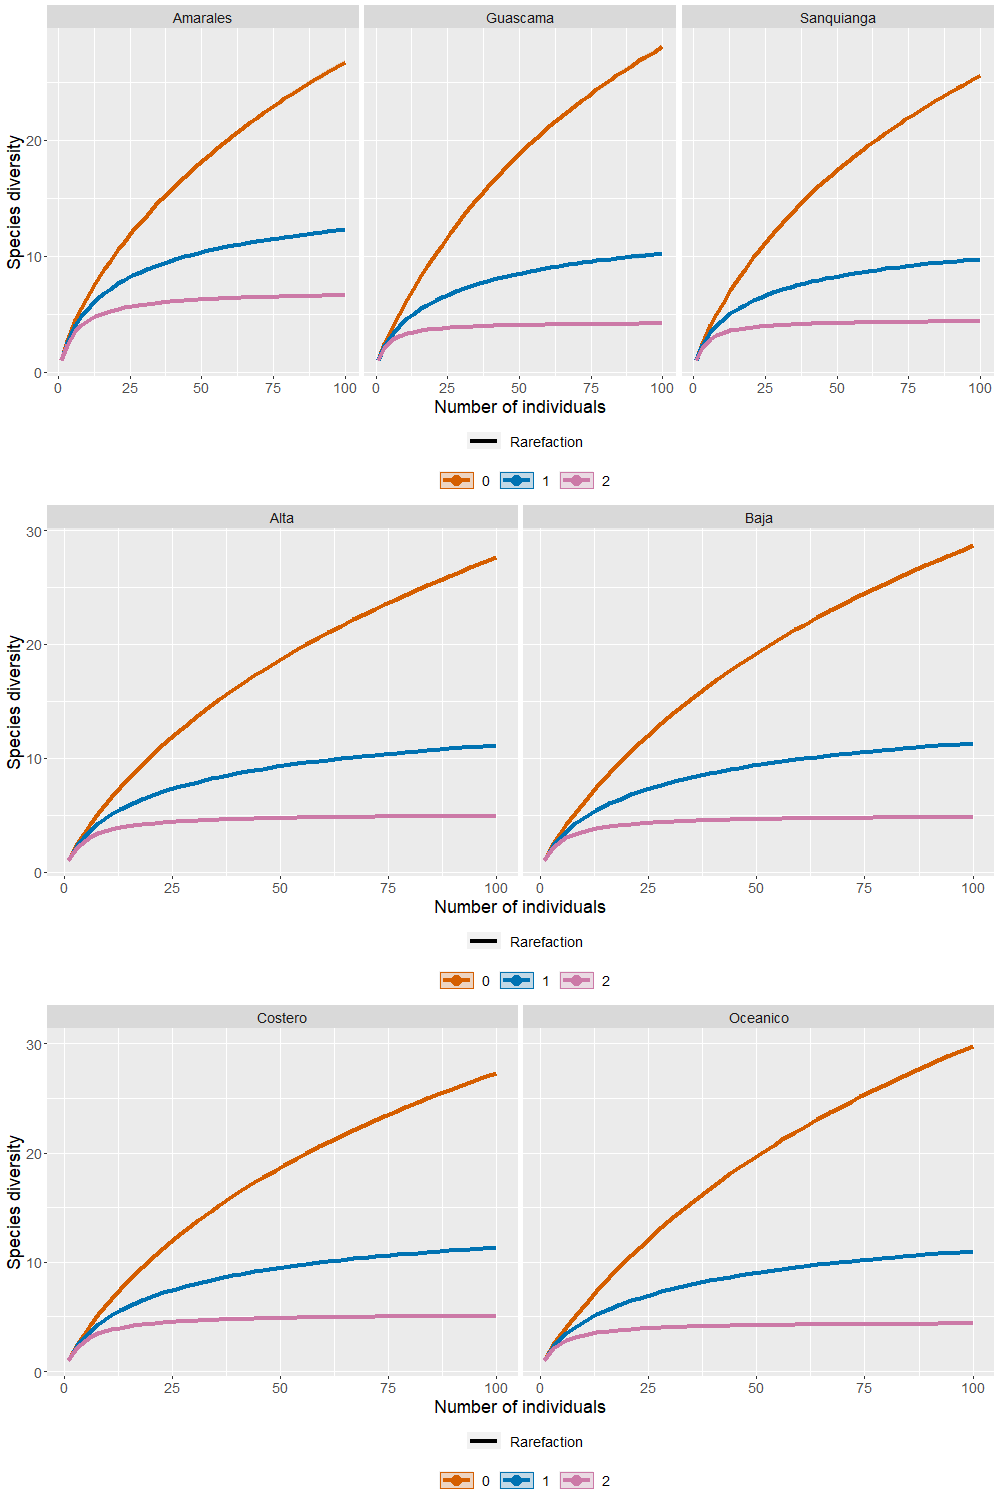 Amarales Guascama Sanquianga
Species diversity
20
10
0
0 25 50 75 100 0 25 50 75 100 0 25 50 75 100
Number of individuals
Rarefaction
0 1 2
Alta Baja
Species diversity
30
20
10
0
0 25 50 75 100 0 25 50 75 100
Number of individuals
Rarefaction
0 1 2
Costero Oceanico
Species diversity
30
20
10
0
0 25 50 75 100 0 25 50 75 100
Number of individuals
Rarefaction
0 1 2